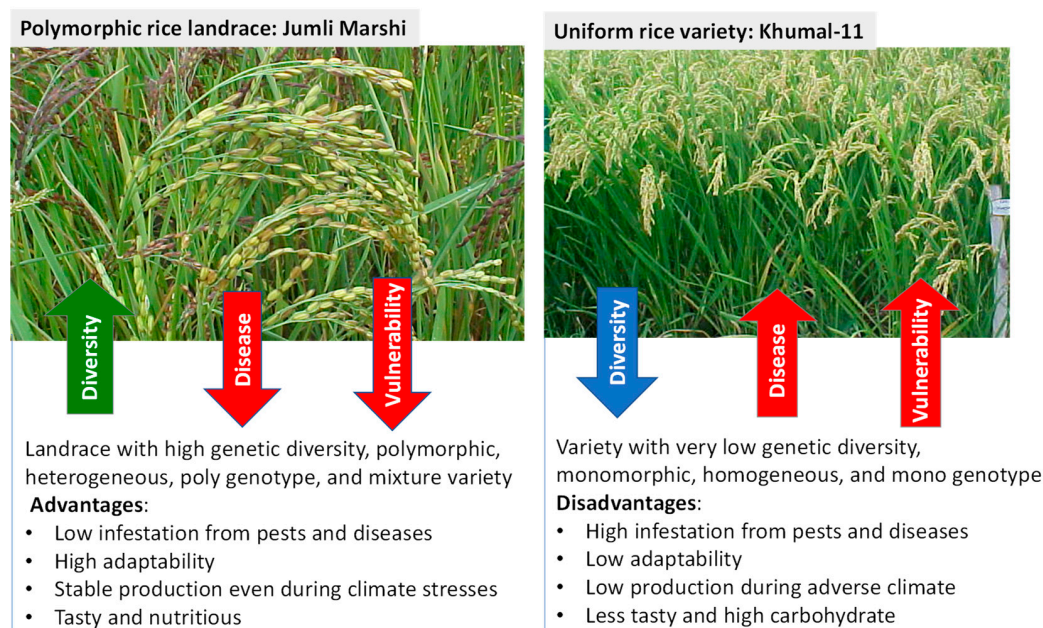 Polymorphic rice landrace: Jumli Marshi
Diversity
Disease
Vulnerability
Landrace with high genetic diversity, polymorphic,
heterogeneous, poly genotype, and mixture variety
Advantages:
• Low infestation from pests and diseases
• High adaptability
• Stable production even during climate stresses
• Tasty and nutritious
Uniform rice variety: Khumal-11
Diversity
Disease
Vulnerability
Variety with very low genetic diversity,
monomorphic, homogeneous, and mono genotype
Disadvantages:
• High infestation from pests and diseases
• Low adaptability
• Low production during adverse climate
• Less tasty and high carbohydrate